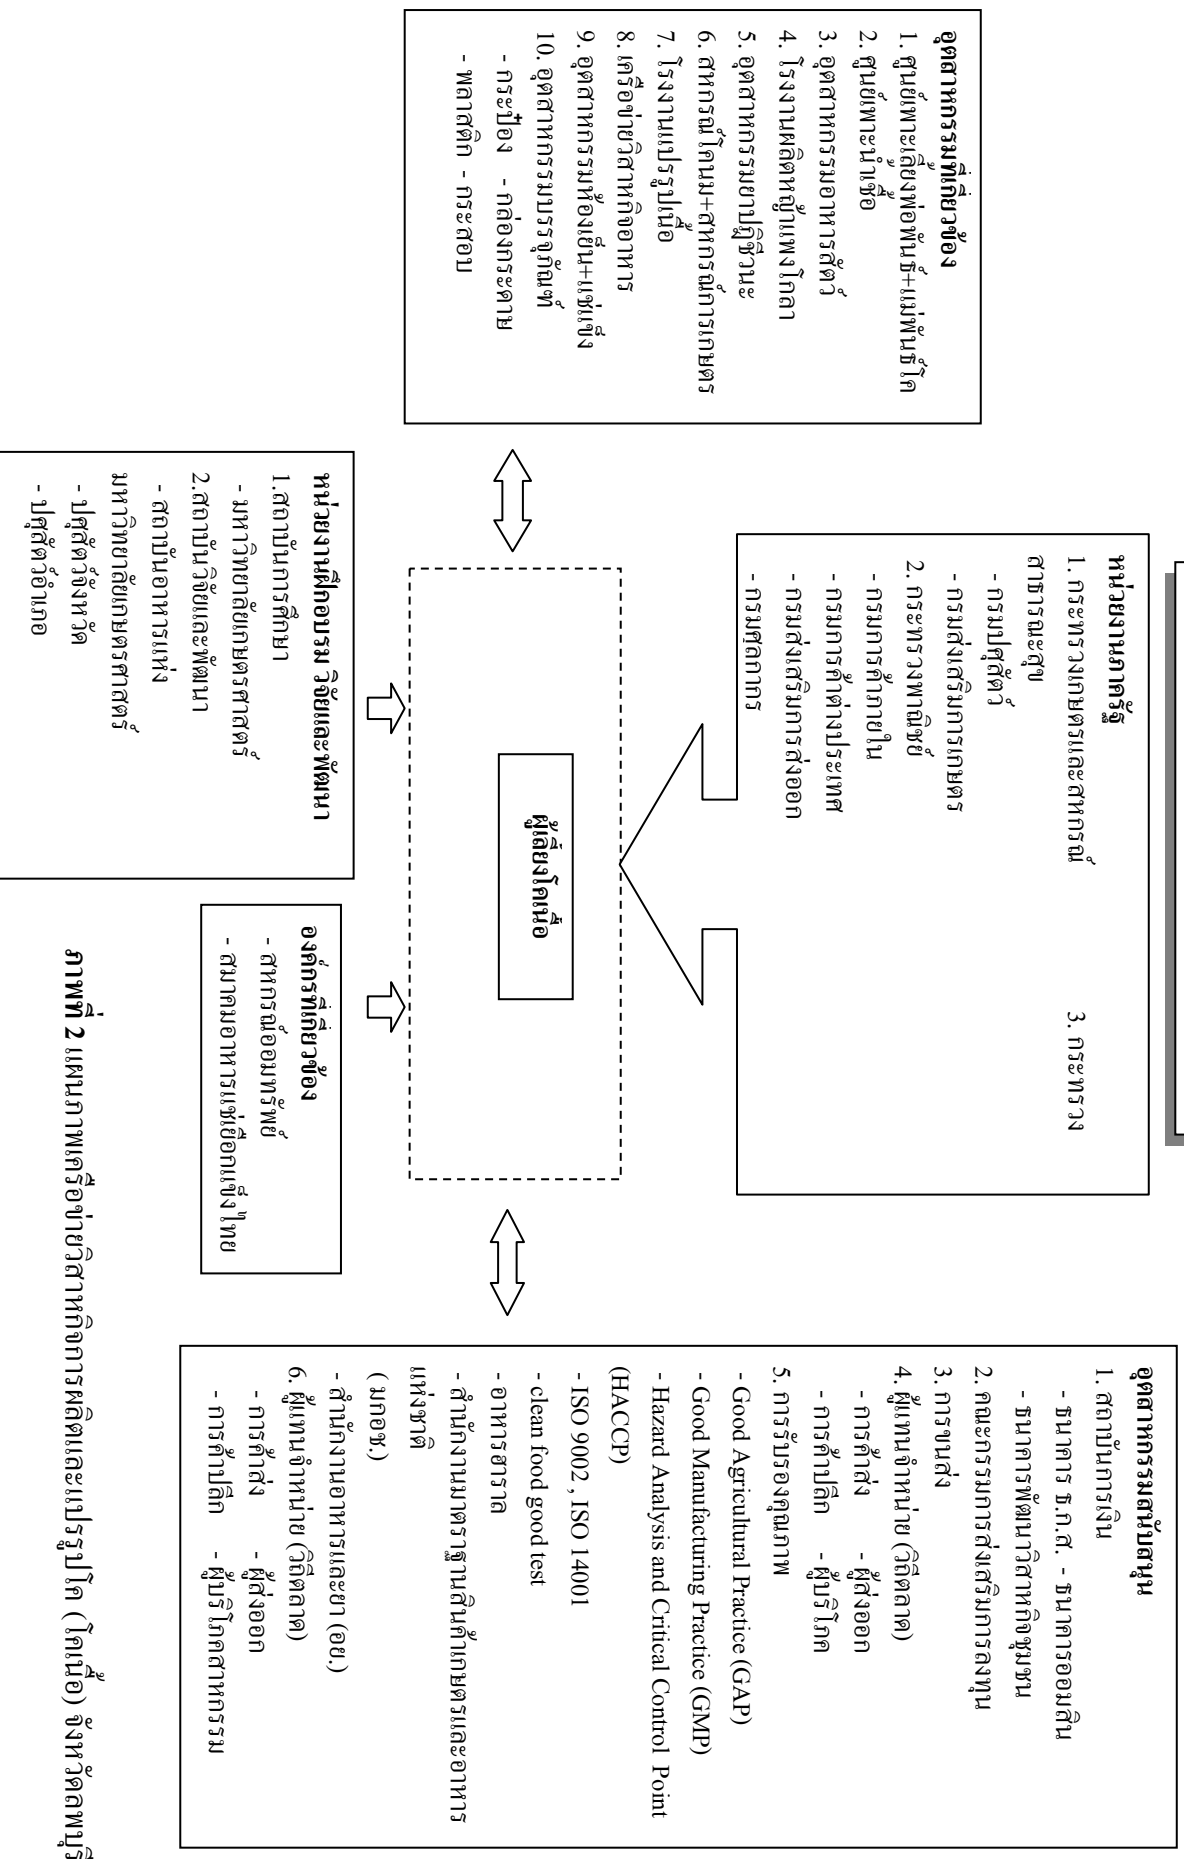 หน่วยงานภาครัฐ
1. กระทรวงเกษตรและสหกรณ์ 3. กระทรวง
สาธารณะสุข
- กรมปศุสัตว์
- กรมส่งเสริมการเกษตร
2. กระทรวงพาณิชย์
- กรมการค้าภายใน
- กรมการค้าต่างประเทศ
- กรมส่งเสริมการส่งออก
- กรมศุลกากร
อุตสาหกรรมที่เกี่ยวข้อง
1. ศูนย์เพาะเลี้ยงพ่อพันธุ์+แม่พันธุ์โค
2. ศูนย์เพาะน้ำเชื้อ
3. อุตสาหกรรมอาหารสัตว์
4. โรงงานผลิตหญ้าแพงโกลา
5. อุตสาหกรรมยาปฏิชีวนะ
6. สหกรณ์โคนม+สหกรณ์การเกษตร
7. โรงงานแปรรูปเนื้อ
8. เครือข่ายวิสาหกิจอาหาร
9. อุตสาหกรรมห้องเย็น+แช่แข็ง
10. อุตสาหกรรมบรรจุภัณฑ์
- กระป๋อง - กล่องกระดาษ
- พลาสติก - กระสอบ
ผู้เลี้ยงโคเนื้อ
อุตสาหกรรมสนับสนุน
1. สถาบันการเงิน
- ธนาคาร ธ.ก.ส. - ธนาคารออมสิน
- ธนาคารพัฒนาวิสาหกิจชุมชน
2. คณะกรรมการส่งเสริมการลงทุน
3. การขนส่ง
4. ผู้แทนจำหน่าย (วิถีตลาด)
- การค้าส่ง - ผู้ส่งออก
- การค้าปลีก - ผู้บริโภค
5. การรับรองคุณภาพ
- Good Agricultural Practice (GAP)
- Good Manufacturing Practice (GMP)
- Hazard Analysis and Critical Control Point
(HACCP)
- ISO 9002 , ISO 14001
- clean food good test
- อาหารฮาราล
- สำนักงานมาตราฐานสินค้าเกษตรและอาหาร
แห่งชาติ
( มกอช.)
- สำนักงานอาหารและยา (อย.)
6. ผู้แทนจำหน่าย (วิถีตลาด)
- การค้าส่ง - ผู้ส่งออก
- การค้าปลีก - ผู้บริโภคสาหกรรม
หน่วยงานฝึกอบรม วิจัยและพัฒนา
1.สถาบันการศึกษา
- มหาวิทยาลัยเกษตรศาสตร์
2.สถาบันวิจัยและพัฒนา
- สถาบันอาหารแห่ง
มหาวิทยาลัยเกษตรศาสตร์
- ปศุสัตว์จังหวัด
- ปศุสัตว์อำเภอ
องค์กรที่เกี่ยวข้อง
- สหกรณ์ออมทรัพย์
- สมาคมอาหารแช่เยือกแข็งไทย
ภาพที่ 2 แผนภาพเครือข่ายวิสาหกิจการผลิตและแปรรูปโค (โคเนื้อ) จังหวัดลพบุรี